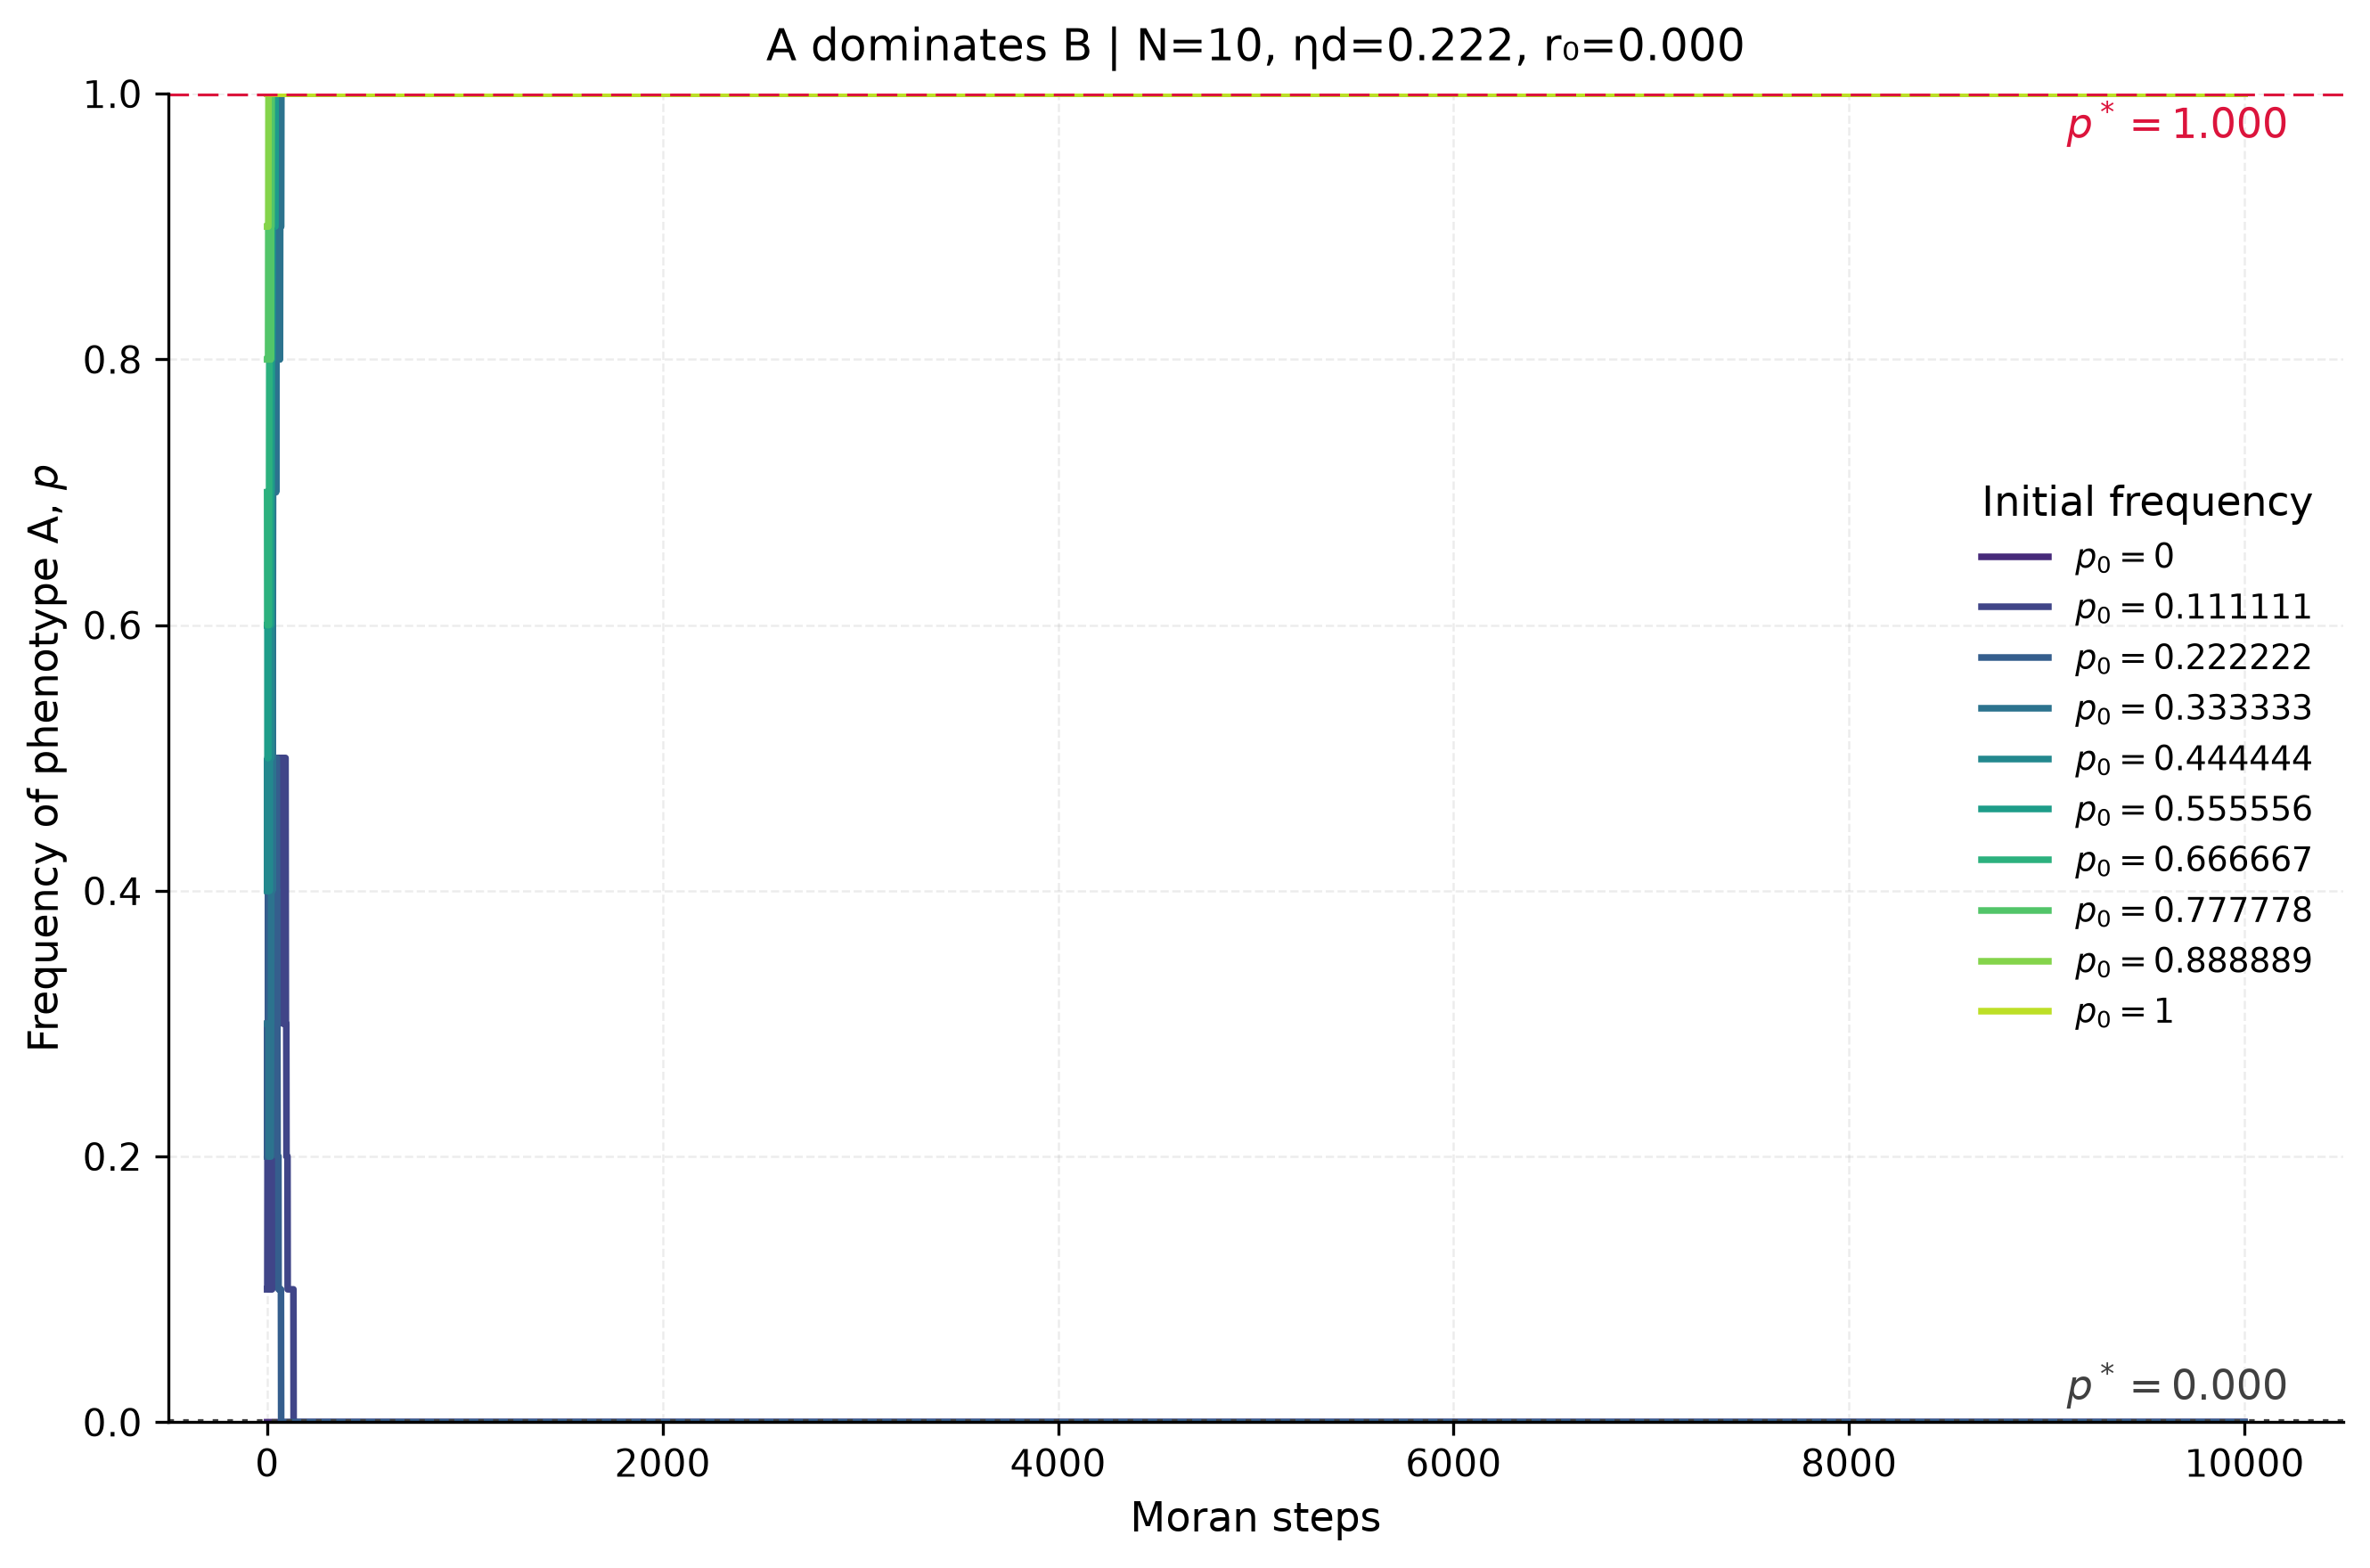 A dominates B | N=10, ηd=0.222, r₀=0.000
Frequency of phenotype A, p
1.0
0.8
0.6
0.4
0.2
0.0
p* = 1.000
Initial frequency
p₀ = 0
p₀ = 0.111111
p₀ = 0.222222
p₀ = 0.333333
p₀ = 0.444444
p₀ = 0.555556
p₀ = 0.666667
p₀ = 0.777778
p₀ = 0.888889
p₀ = 1
p* = 0.000
0 2000 4000 6000 8000 10000
Moran steps